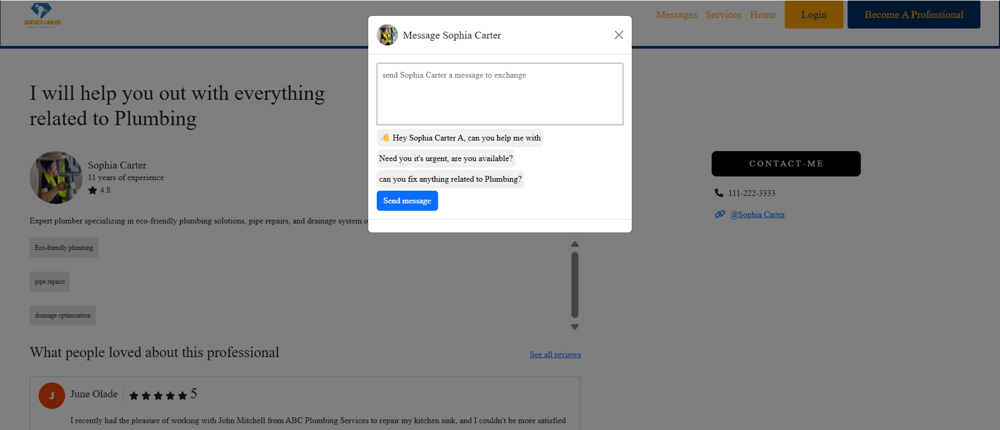 SERVICE-LINKER
REPAIR SERVICES
Messages Services Home Login Become A Professional
Message Sophia Carter
send Sophia Carter a message to exchange
👋 Hey Sophia Carter A, can you help me with
Need you it's urgent, are you available?
can you fix anything related to Plumbing?
Send message
I will help you out with everything
related to Plumbing
Sophia Carter
11 years of experience
4.8
Expert plumber specializing in eco-friendly plumbing solutions, pipe repairs, and drainage system o
Eco-friendly plumbing
pipe repairs
drainage optimization
CONTACT-ME
111-222-3333
@Sophia Carter
What people loved about this professional
See all reviews
J
June Olade
5
I recently had the pleasure of working with John Mitchell from ABC Plumbing Services to repair my kitchen sink, and I couldn't be more satisfied